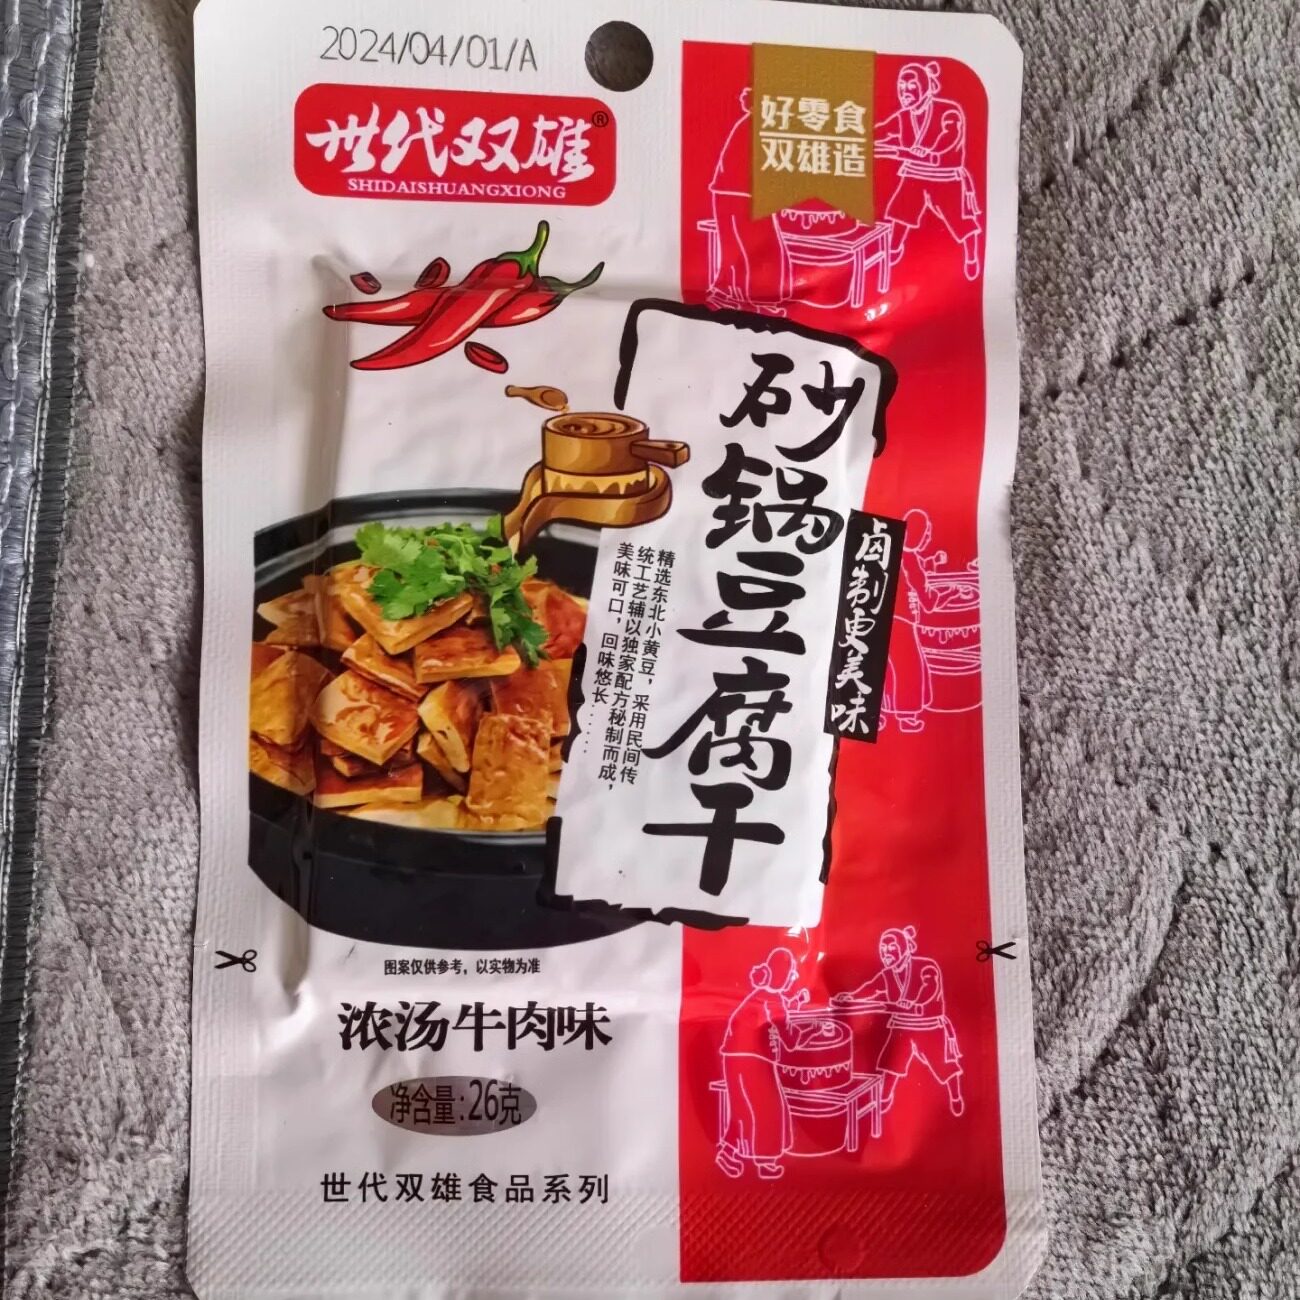 2024/04/01/A
世代双雄®
SHIDAISHUANGXIONG
好零食
双雄造
砂锅豆腐干
卤制更美味
精选东北小黄豆，采用民间传
统工艺辅以独家配方秘制而成，
美味可口，回味悠长……
图案仅供参考，以实物为准
浓汤牛肉味
净含量:26克
世代双雄食品系列